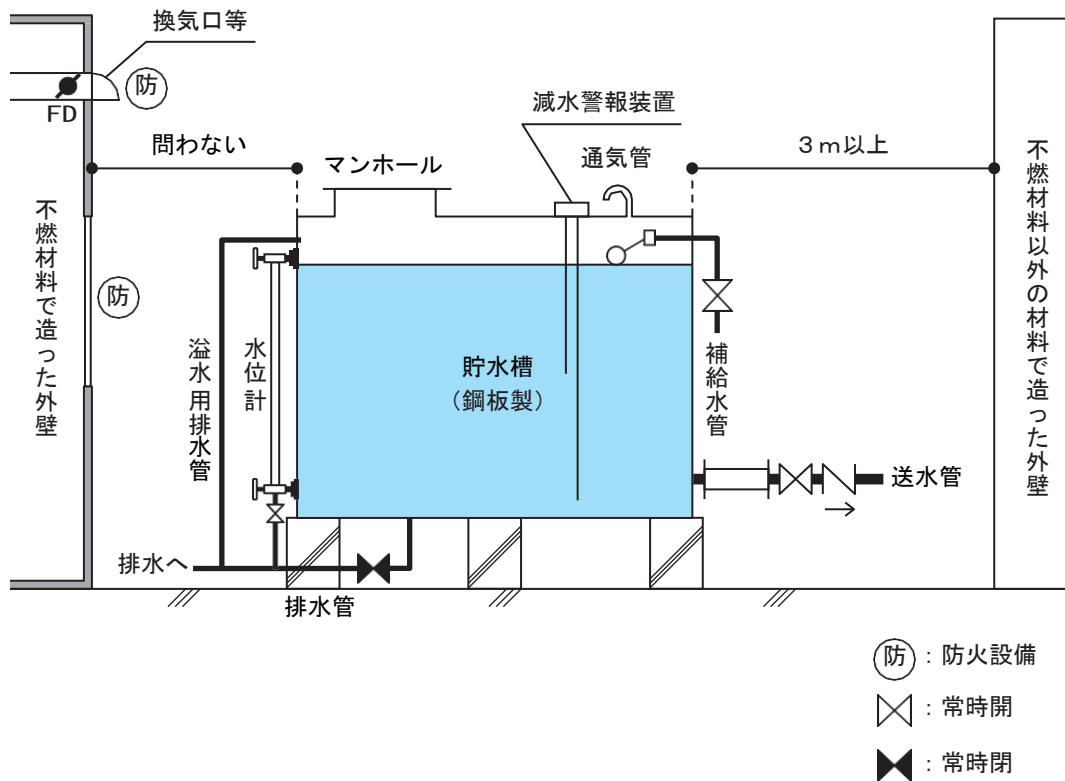 換気口等
防
FD
減水警報装置
問わない
マンホール
通気管
3m以上
不燃材料で造った外壁
防
溢水用排水管
水位計
貯水槽
(鋼板製)
補給水管
不燃材料以外の材料で造った外壁
送水管
排水へ
排水管
防 : 防火設備
: 常時開
: 常時閉